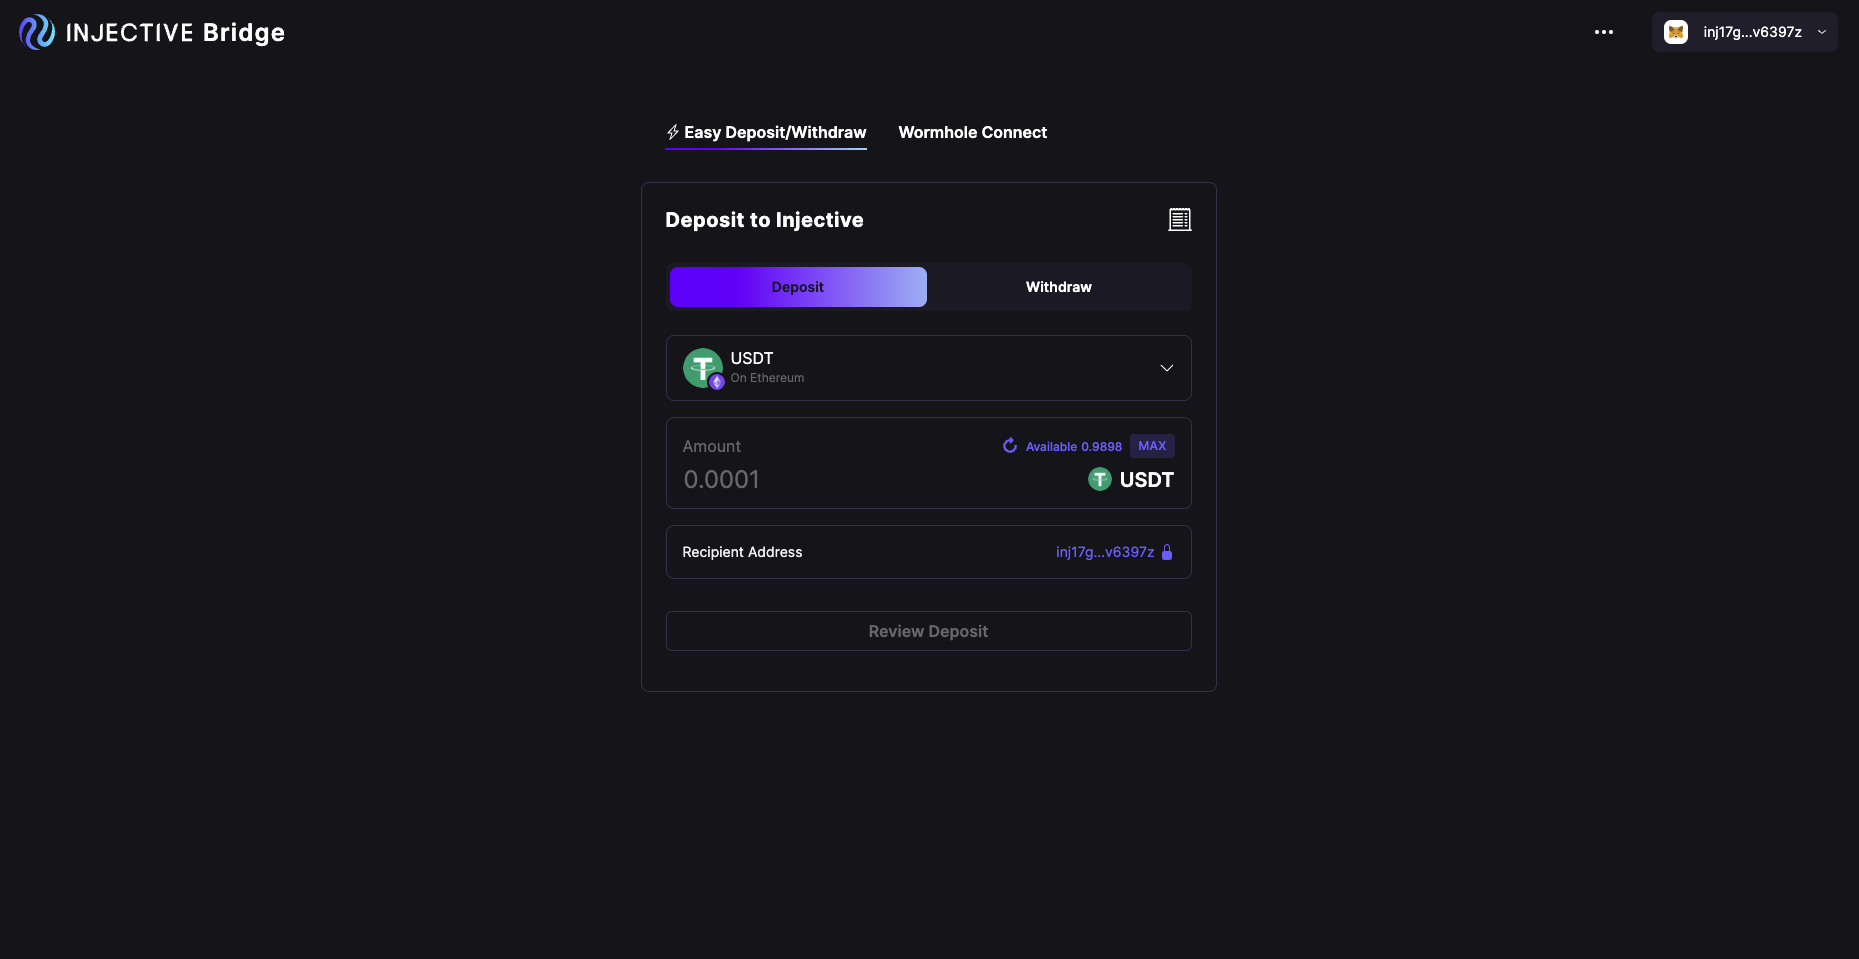 INJECTIVE Bridge
inj17g...v6397z
Easy Deposit/Withdraw
Wormhole Connect
Deposit to Injective
Deposit
Withdraw
USDT
On Ethereum
Amount
Available 0.9898
MAX
0.0001
USDT
Recipient Address
inj17g...v6397z
Review Deposit